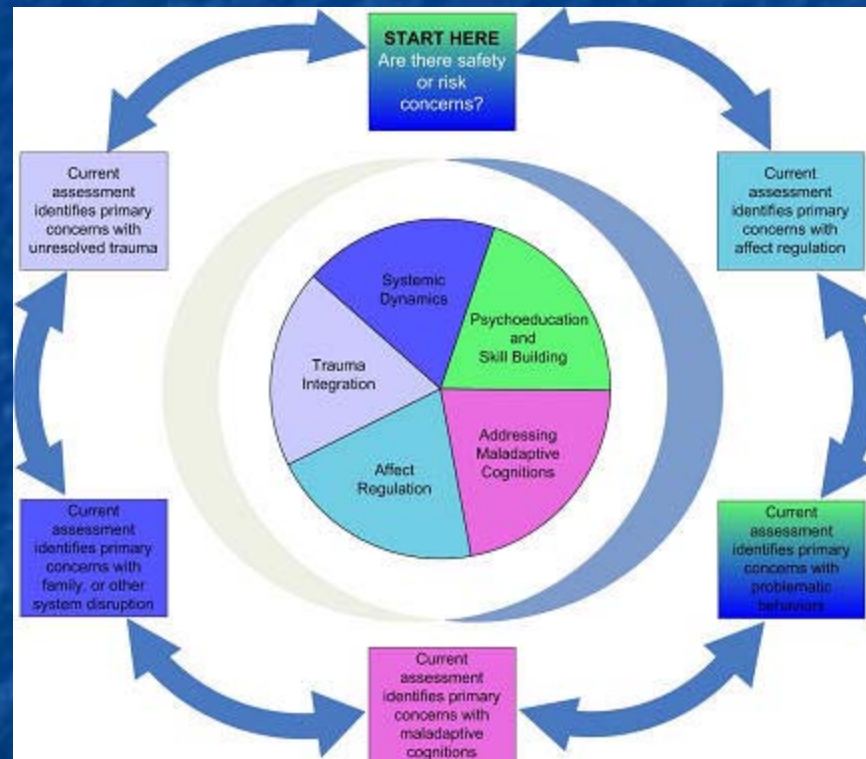 START HERE
Are there safety
or risk
concerns?
Current
assessment
identifies primary
concerns with
unresolved trauma
Current
assessment
identifies primary
concerns with
affect regulation
Systemic
Dynamics
Psychoeducation
and
Skill Building
Trauma
Integration
Addressing
Maladaptive
Cognitions
Affect
Regulation
Current
assessment
identifies primary
concerns with
family, or other
system disruption
Current
assessment
identifies primary
concerns with
problematic
behaviors
Current
assessment
identifies primary
concerns with
maladaptive
cognitions